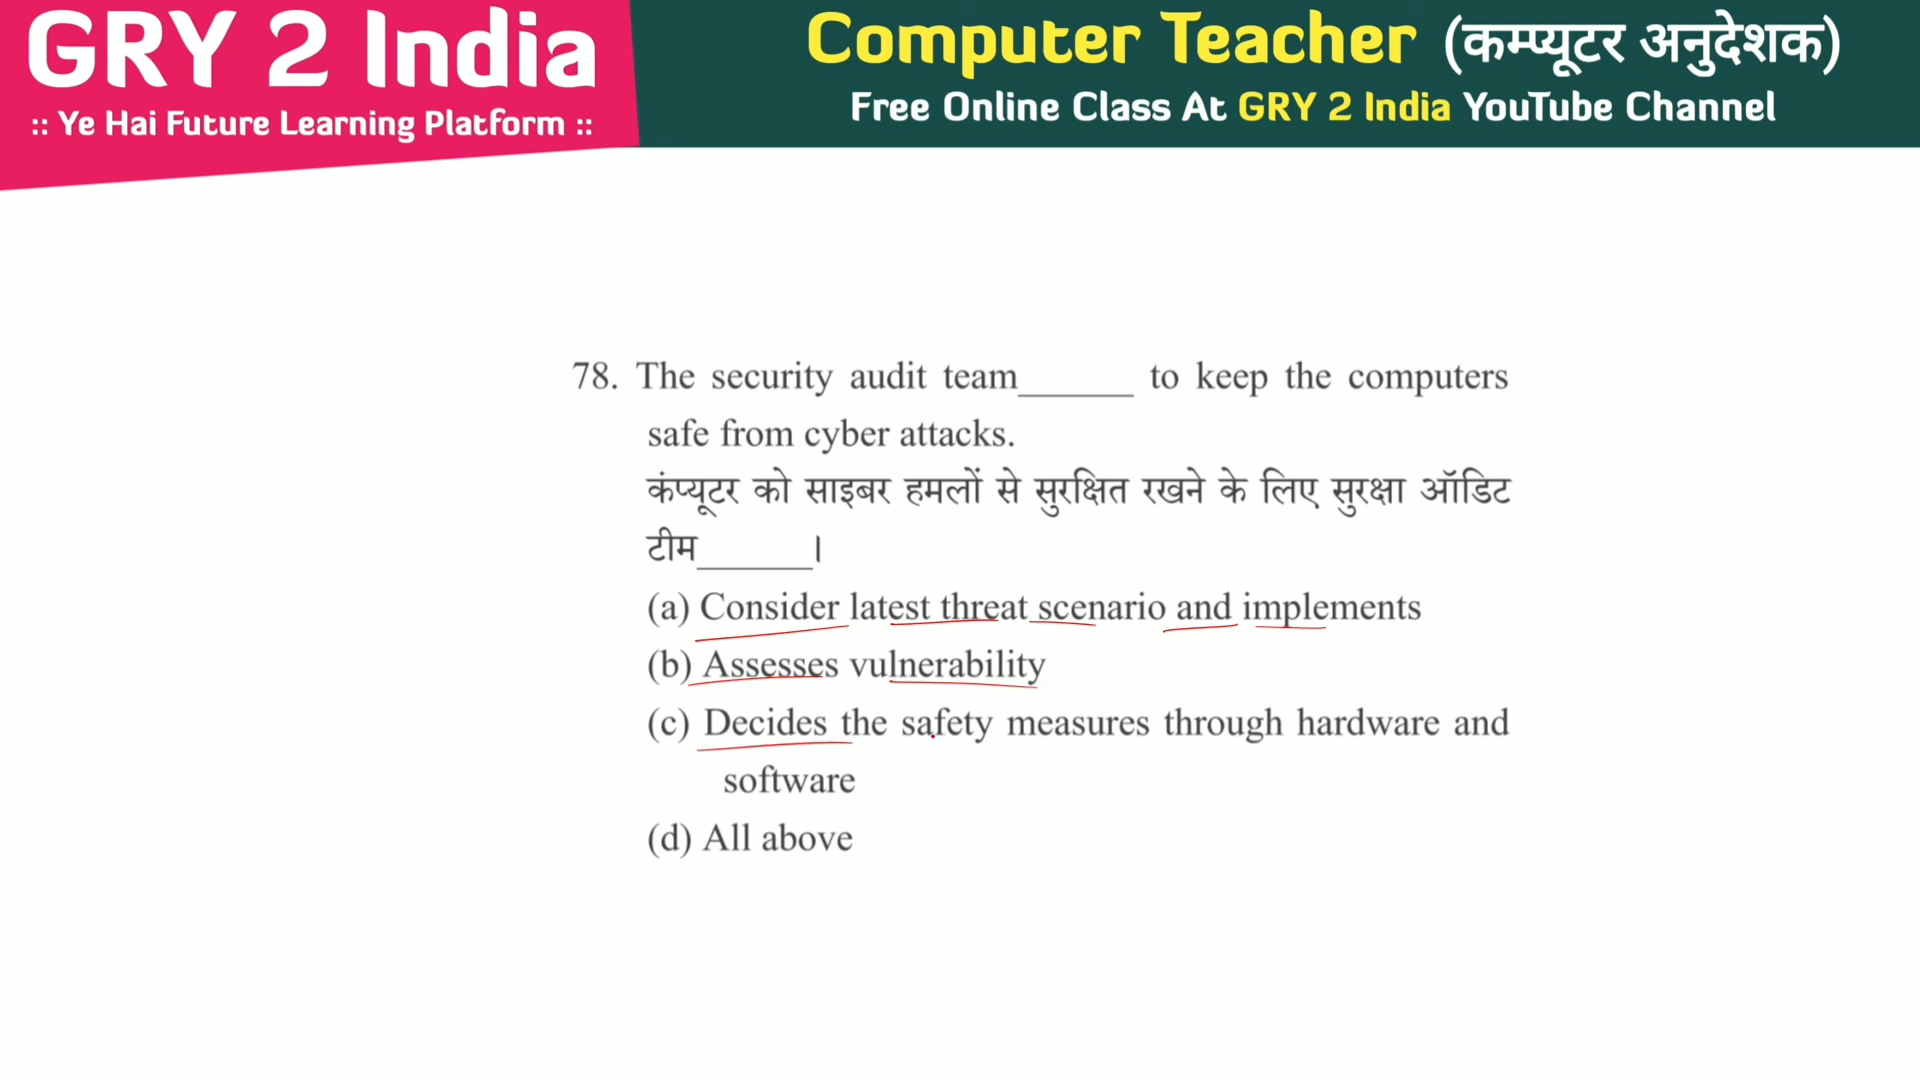 GRY 2 India
:: Ye Hai Future Learning Platform ::
Computer Teacher (कम्प्यूटर अनुदेशक)
Free Online Class At GRY 2 India YouTube Channel
78. The security audit team______ to keep the computers
safe from cyber attacks.
कंप्यूटर को साइबर हमलों से सुरक्षित रखने के लिए सुरक्षा ऑडिट
टीम______।
(a) Consider latest threat scenario and implements
(b) Assesses vulnerability
(c) Decides the safety measures through hardware and
software
(d) All above